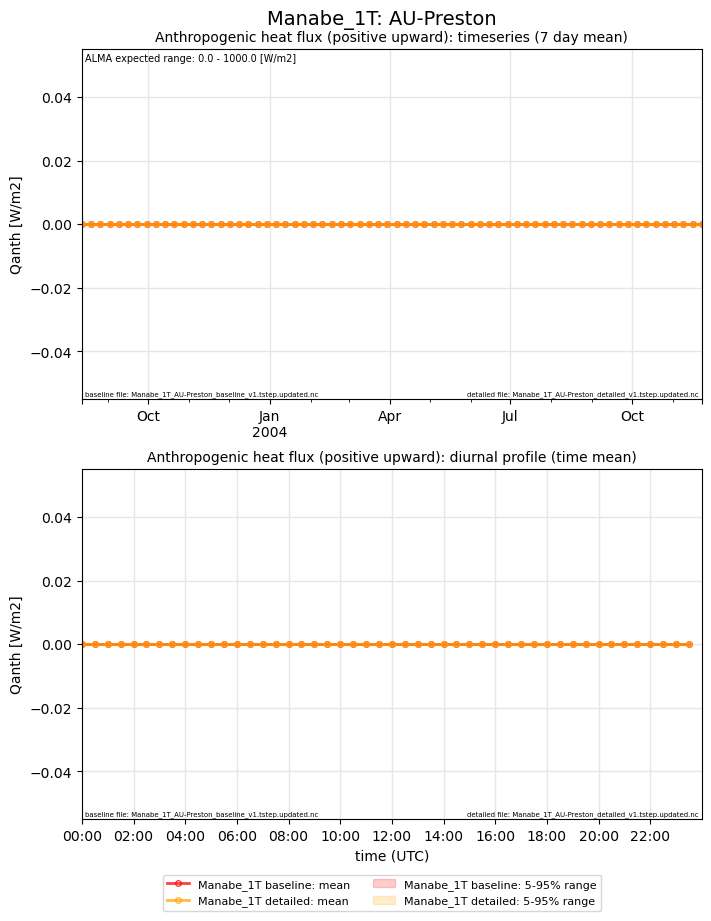 Manabe_1T: AU-Preston
Anthropogenic heat flux (positive upward): timeseries (7 day mean)
ALMA expected range: 0.0 - 1000.0 [W/m2]
0.04
0.02
0.00
−0.02
−0.04
Qanth [W/m2]
baseline file: Manabe_1T_AU-Preston_baseline_v1.tstep.updated.nc
detailed file: Manabe_1T_AU-Preston_detailed_v1.tstep.updated.nc
Oct Jan Apr Jul Oct
2004
Anthropogenic heat flux (positive upward): diurnal profile (time mean)
0.04
0.02
0.00
−0.02
−0.04
Qanth [W/m2]
baseline file: Manabe_1T_AU-Preston_baseline_v1.tstep.updated.nc
detailed file: Manabe_1T_AU-Preston_detailed_v1.tstep.updated.nc
00:00 02:00 04:00 06:00 08:00 10:00 12:00 14:00 16:00 18:00 20:00 22:00
time (UTC)
Manabe_1T baseline: mean
Manabe_1T detailed: mean
Manabe_1T baseline: 5-95% range
Manabe_1T detailed: 5-95% range